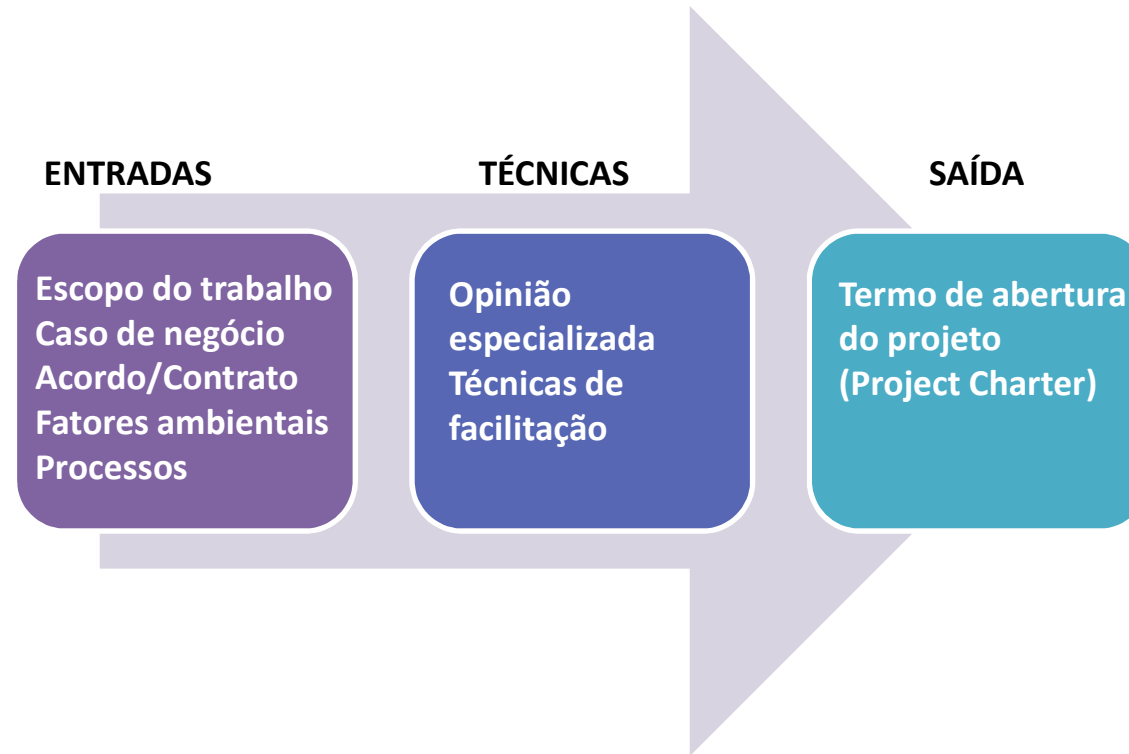 ENTRADAS
Escopo do trabalho
Caso de negócio
Acordo/Contrato
Fatores ambientais
Processos
TÉCNICAS
Opinião
especializada
Técnicas de
facilitação
SAÍDA
Termo de abertura
do projeto
(Project Charter)